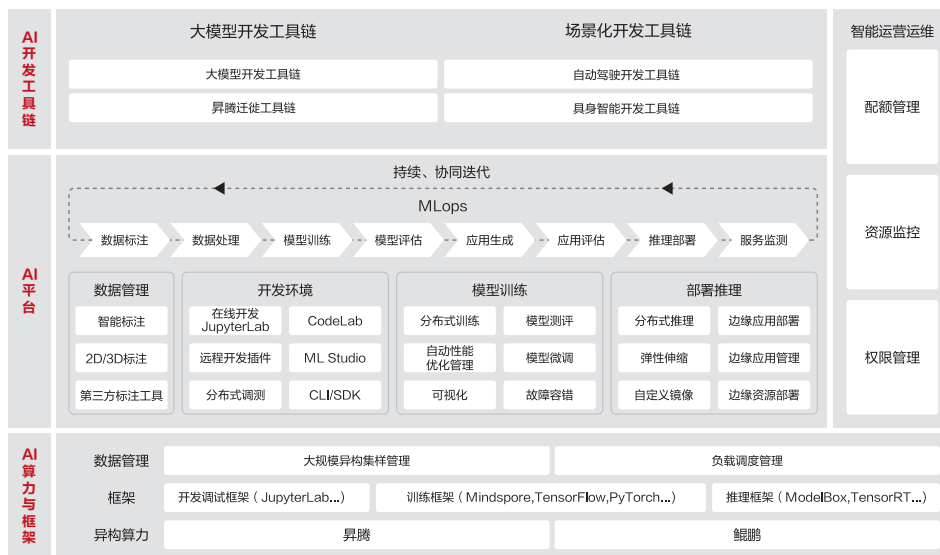 AI开发工具链
大模型开发工具链
场景化开发工具链
大模型开发工具链
自动驾驶开发工具链
昇腾迁徙工具链
具身智能开发工具链
智能运营运维
配额管理
资源监控
权限管理
AI平台
持续、协同迭代
MLops
数据标注
数据处理
模型训练
模型评估
应用生成
应用评估
推理部署
服务监测
数据管理
智能标注
2D/3D标注
第三方标注工具
开发环境
在线开发
JupyterLab
CodeLab
远程开发插件
ML Studio
分布式调测
CLI/SDK
模型训练
分布式训练
模型测评
自动性能
优化管理
模型微调
可视化
故障容错
部署推理
分布式推理
边缘应用部署
弹性伸缩
边缘应用管理
自定义镜像
边缘资源部署
AI算力与框架
数据管理
大规模异构集样管理
负载调度管理
框架
开发调试框架（JupyterLab...）
训练框架（Mindspore,TensorFlow,PyTorch...）
推理框架（ModelBox,TensorRT...）
异构算力
昇腾
鲲鹏